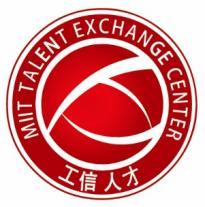 MIIT TALENT EXCHANGE CENTER
工信人才